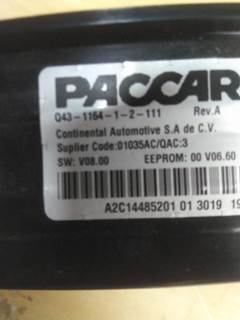 PACCAR
Q43-1164-1-2-111 Rev.A
Continental Automotive S.A de C.V.
Suplier Code:01035AC/QAC:3
SW: V08.00 EEPROM: 00 V06.60
A2C14485201 01 3019 19